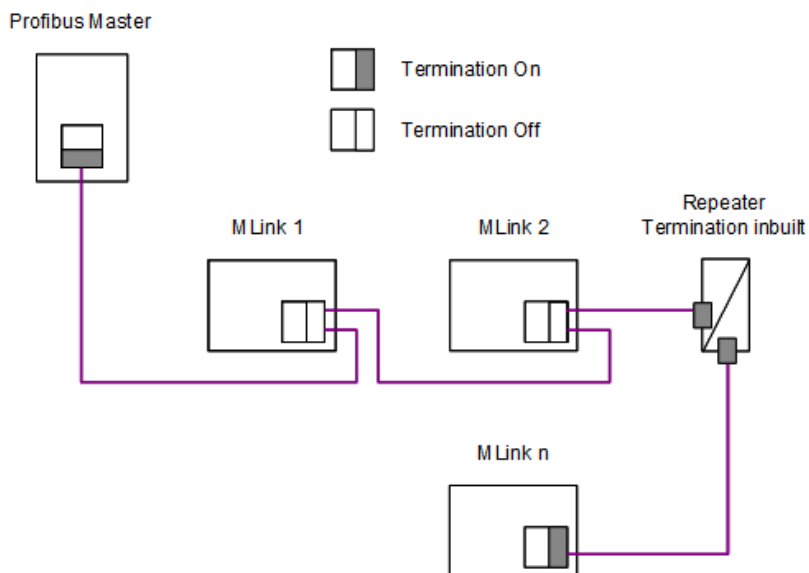 Profibus Master
Termination On
Termination Off
Repeater
Termination inbuilt
MLink 1
MLink 2
MLink n